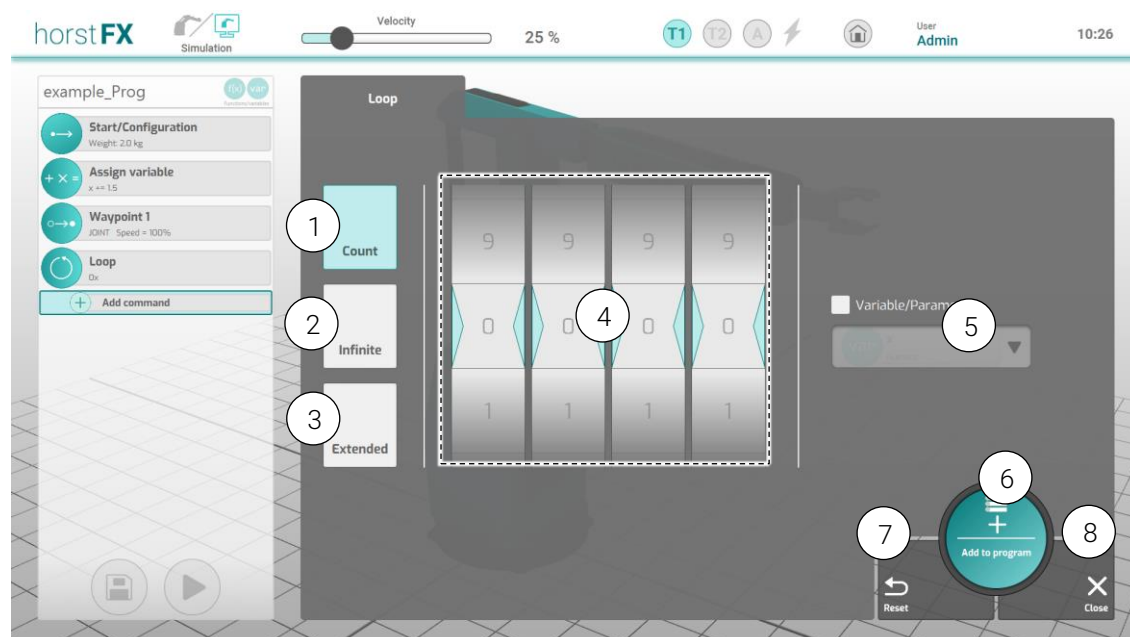 horstFX
Simulation
Velocity
25 %
T1
T2
A
User
Admin
10:26
example_Prog
f(x) var
Start/Configuration
Weight: 2.0 kg
Assign variable
x += 1.5
Waypoint 1
JOINT Speed = 100%
Loop
0x
Add command
Loop
1
Count
2
Infinite
3
Extended
9 9 9 9
0 0 0 0
4
1 1 1 1
Variable/Param
5
6
Add to program
7
Reset
8
Close